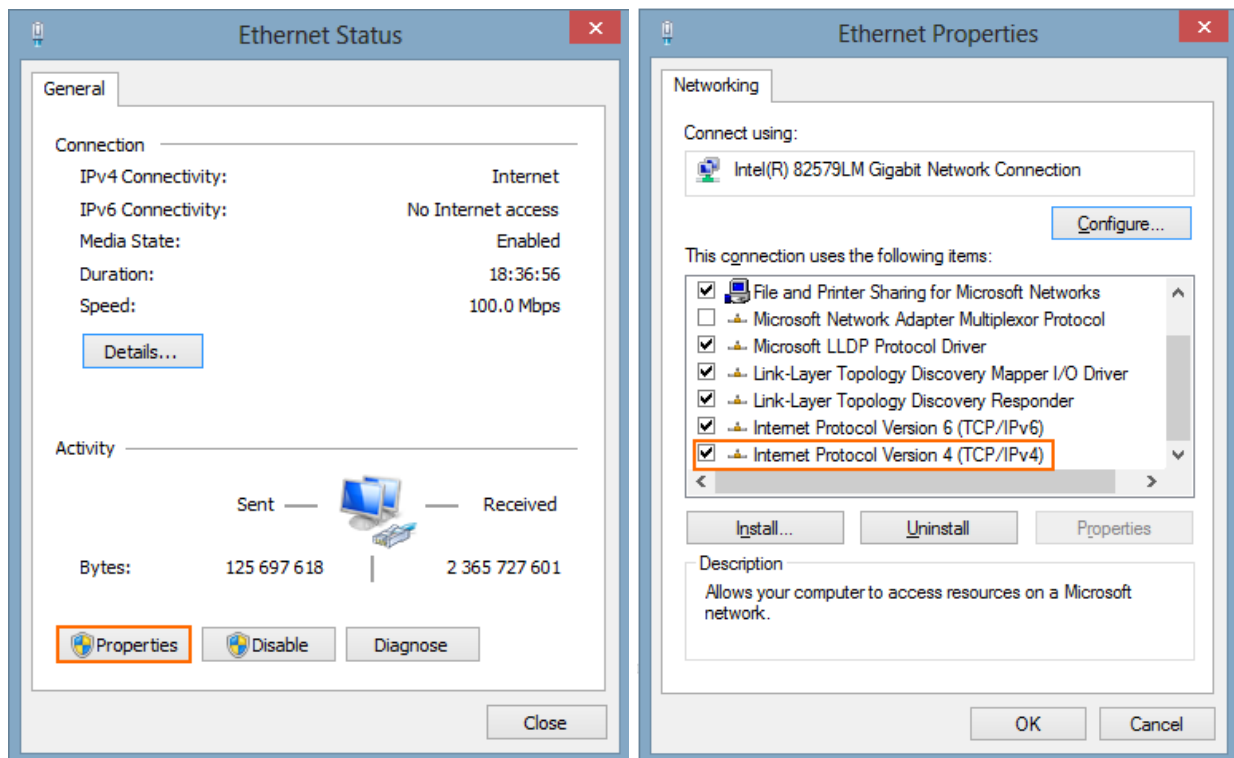 Ethernet Status
General
Connection
IPv4 Connectivity: Internet
IPv6 Connectivity: No Internet access
Media State: Enabled
Duration: 18:36:56
Speed: 100.0 Mbps
Details...
Activity
Sent Received
Bytes: 125 697 618 2 365 727 601
Properties Disable Diagnose
Close
Ethernet Properties
Networking
Connect using:
Intel(R) 82579LM Gigabit Network Connection
Configure...
This connection uses the following items:
File and Printer Sharing for Microsoft Networks
Microsoft Network Adapter Multiplexor Protocol
Microsoft LLDP Protocol Driver
Link-Layer Topology Discovery Mapper I/O Driver
Link-Layer Topology Discovery Responder
Internet Protocol Version 6 (TCP/IPv6)
Internet Protocol Version 4 (TCP/IPv4)
Install... Uninstall Properties
Description
Allows your computer to access resources on a Microsoft
network.
OK Cancel